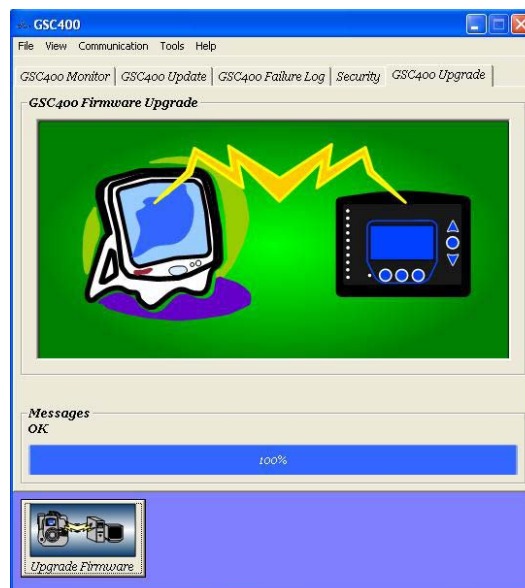 GSC400
File View Communication Tools Help
GSC400 Monitor GSC400 Update GSC400 Failure Log Security GSC400 Upgrade
GSC400 Firmware Upgrade
Messages
OK
100%
Upgrade Firmware